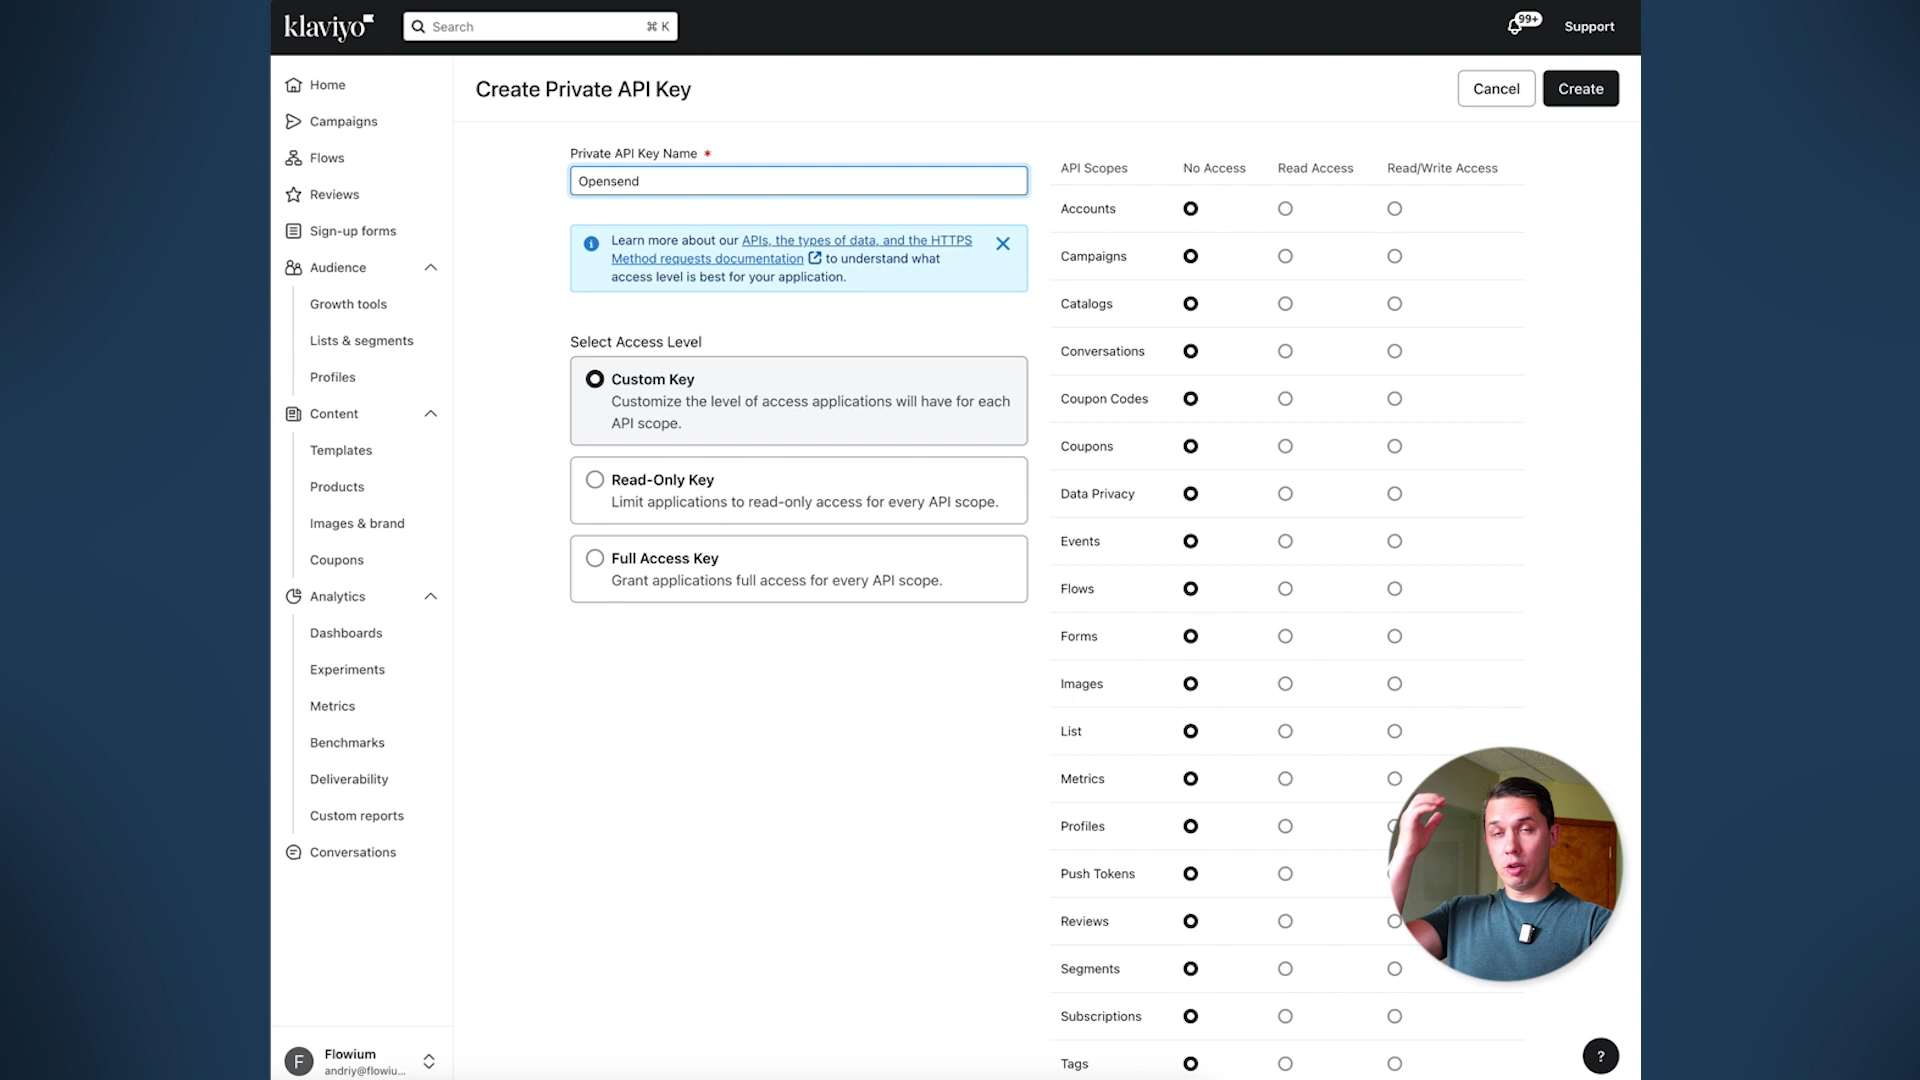 klaviyo
Search
⌘ K
99+
Support
Home
Campaigns
Flows
Reviews
Sign-up forms
Audience
Growth tools
Lists & segments
Profiles
Content
Templates
Products
Images & brand
Coupons
Analytics
Dashboards
Experiments
Metrics
Benchmarks
Deliverability
Custom reports
Conversations
F
Flowium
andriy@flowiu...
Create Private API Key
Cancel
Create
Private API Key Name *
Opensend
Learn more about our APIs, the types of data, and the HTTPS
Method requests documentation to understand what
access level is best for your application.
Select Access Level
Custom Key
Customize the level of access applications will have for each
API scope.
Read-Only Key
Limit applications to read-only access for every API scope.
Full Access Key
Grant applications full access for every API scope.
API Scopes No Access Read Access Read/Write Access
Accounts
Campaigns
Catalogs
Conversations
Coupon Codes
Coupons
Data Privacy
Events
Flows
Forms
Images
List
Metrics
Profiles
Push Tokens
Reviews
Segments
Subscriptions
Tags
?